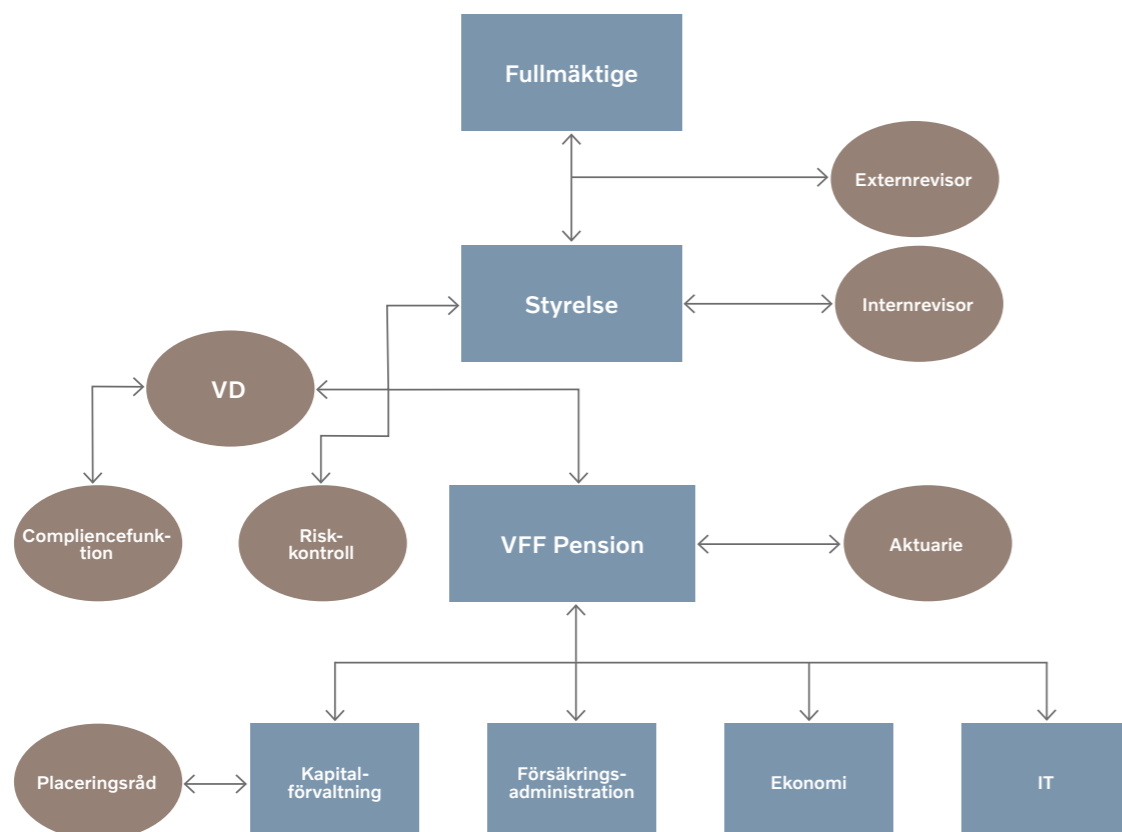 Fullmäktige
Externrevisor
Styrelse
Internrevisor
VD
Compliencefunk-
tion
Risk-
kontroll
VFF Pension
Aktuarie
Placeringsråd
Kapital-
förvaltning
Försäkrings-
administration
Ekonomi
IT